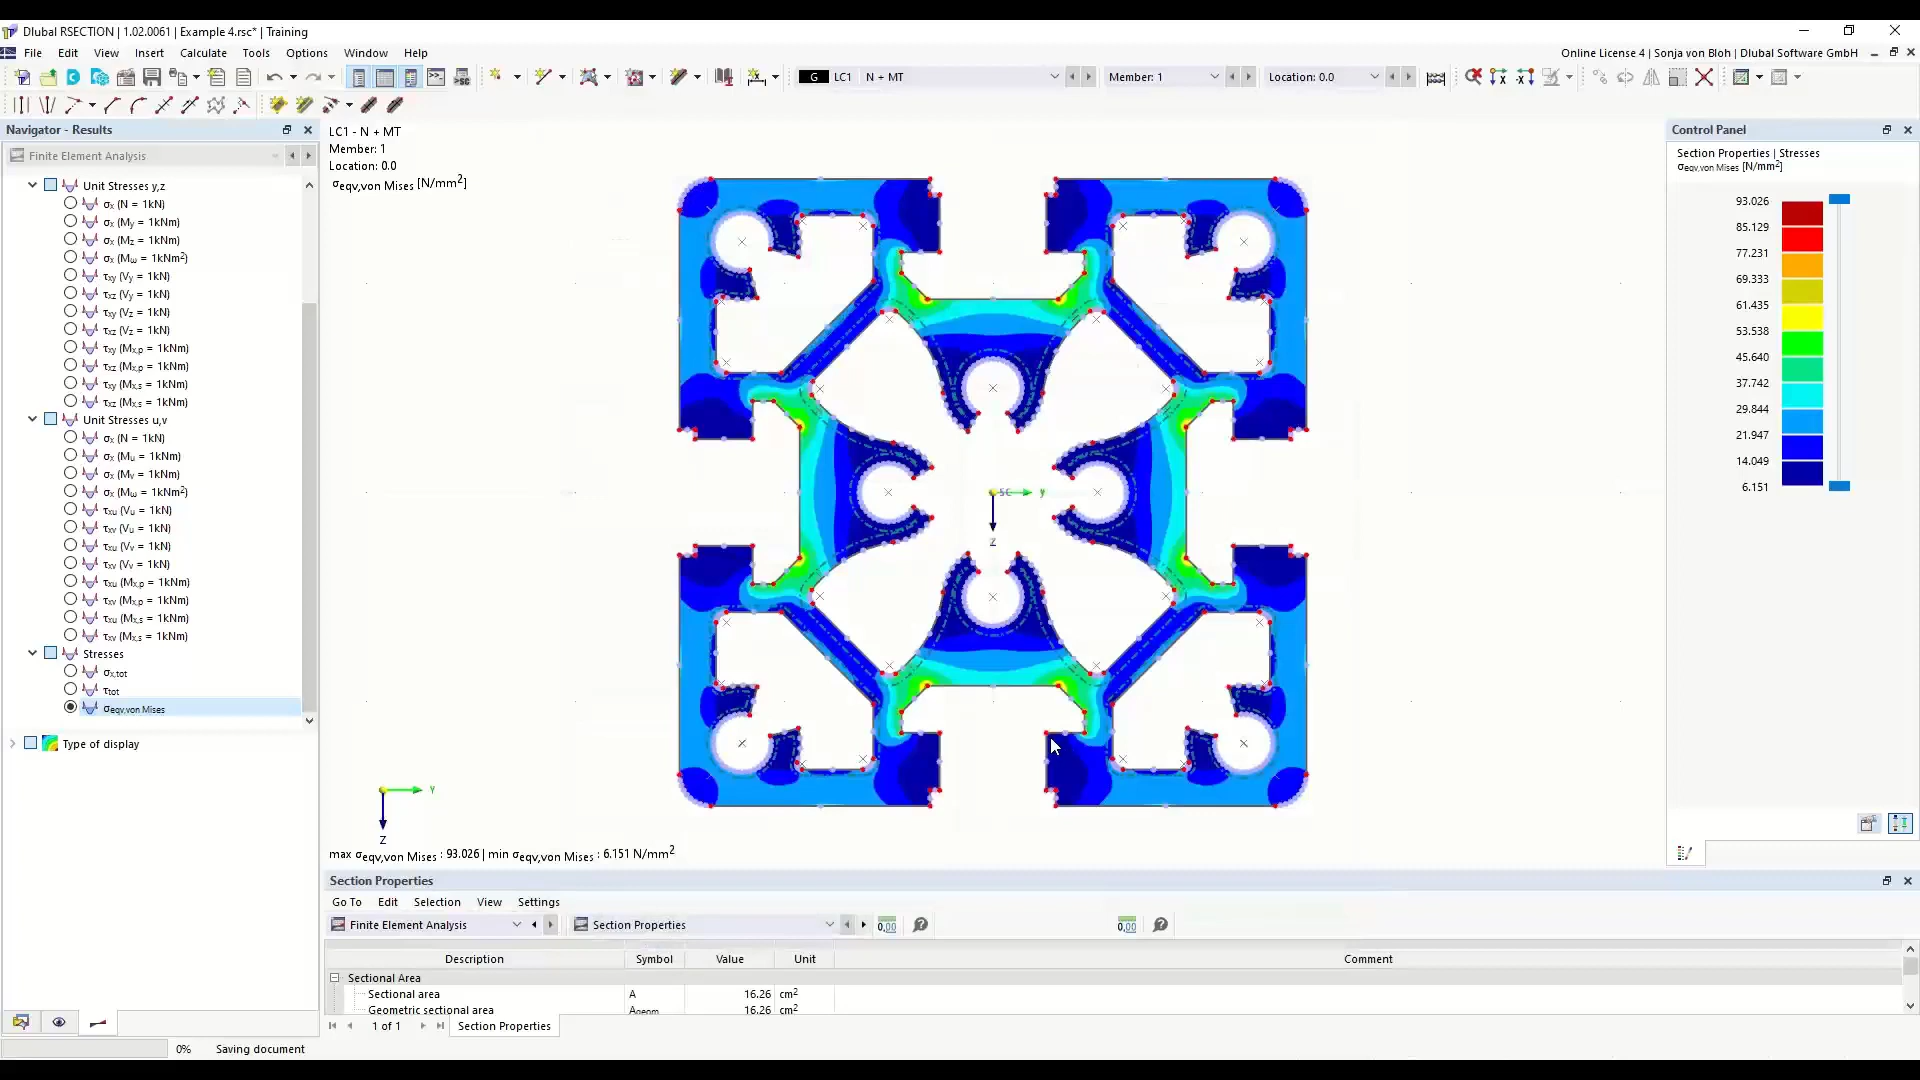 Dlubal RSECTION | 1.02.0061 | Example 4.rsc* | Training
File Edit View Insert Calculate Tools Options Window Help
Online License 4 | Sonja von Bloh | Dlubal Software GmbH
G LC1 N + MT
Member: 1
Location: 0.0
Navigator - Results
Finite Element Analysis
Unit Stresses y,z
σx (N = 1kN)
σx (My = 1kNm)
σx (Mz = 1kNm)
σx (Mω = 1kNm²)
τxy (Vy = 1kN)
τxz (Vy = 1kN)
τxy (Vz = 1kN)
τxz (Vz = 1kN)
τxy (Mx,p = 1kNm)
τxz (Mx,p = 1kNm)
τxy (Mx,s = 1kNm)
τxz (Mx,s = 1kNm)
Unit Stresses u,v
σx (N = 1kN)
σx (Mu = 1kNm)
σx (Mv = 1kNm)
σx (Mω = 1kNm²)
τxu (Vu = 1kN)
τxv (Vu = 1kN)
τxu (Vv = 1kN)
τxv (Vv = 1kN)
τxu (Mx,p = 1kNm)
τxv (Mx,p = 1kNm)
τxu (Mx,s = 1kNm)
τxv (Mx,s = 1kNm)
Stresses
σx,tot
τtot
σeqv,von Mises
Type of display
LC1 - N + MT
Member: 1
Location: 0.0
σeqv,von Mises [N/mm²]
SC y
z
Y
Z
max σeqv,von Mises : 93.026 | min σeqv,von Mises : 6.151 N/mm²
Control Panel
Section Properties | Stresses
σeqv,von Mises [N/mm²]
93.026
85.129
77.231
69.333
61.435
53.538
45.640
37.742
29.844
21.947
14.049
6.151
Section Properties
Go To Edit Selection View Settings
Finite Element Analysis
Section Properties
0,00
0,00
Description Symbol Value Unit Comment
Sectional Area
Sectional area A 16.26 cm²
Geometric sectional area Ageom 16.26 cm²
1 of 1
Section Properties
0% Saving document